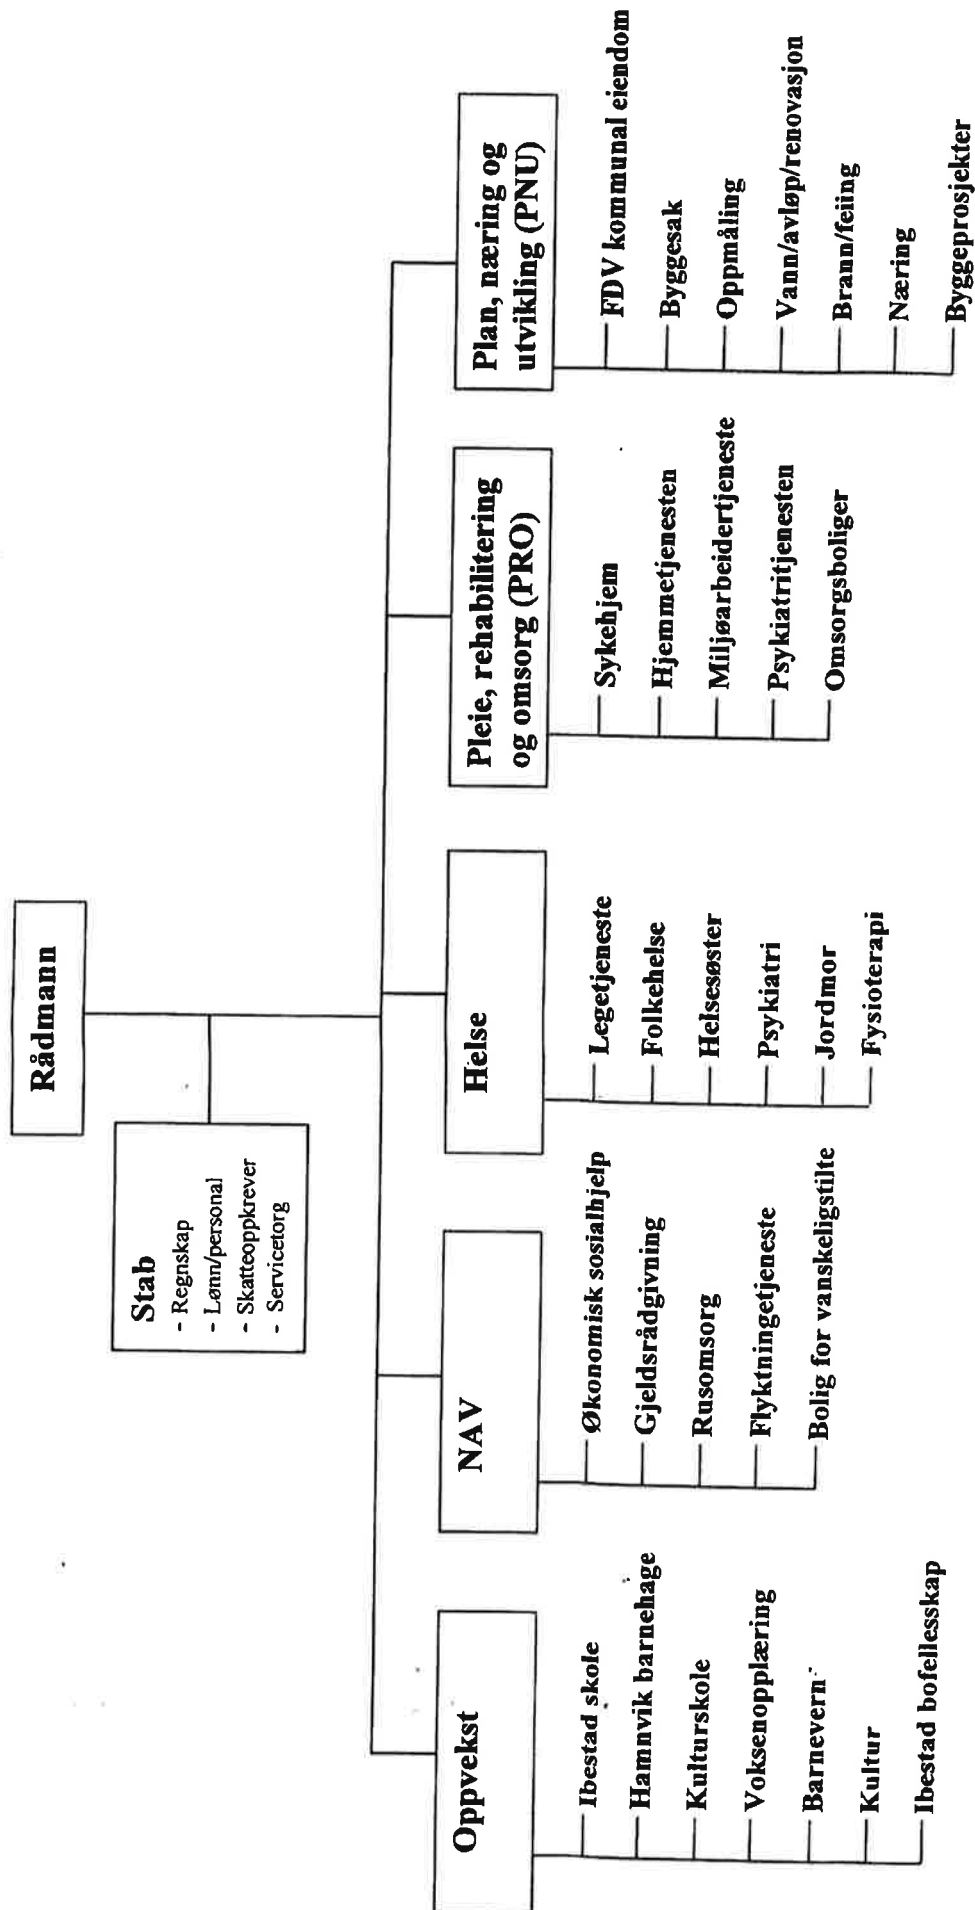 Rådmann
Stab
- Regnskap
- Lønn/personal
- Skatteoppkrever
- Servicetorg
Oppvekst
Ibestad skole
Hamnvik barnehage
Kulturskole
Voksenopplæring
Barnevern
Kultur
Ibestad bofellesskap
NAV
Økonomisk sosialhjelp
Gjeldsrådgivning
Rusomsorg
Flyktningetjeneste
Bolig for vanskeligstilte
Helse
Legetjeneste
Folkehelse
Helsesøster
Psykiatri
Jordmor
Fysioterapi
Pleie, rehabilitering
og omsorg (PRO)
Sykehjem
Hjemmetjenesten
Miljøarbeidertjeneste
Psykiatritjenesten
Omsorgsboliger
Plan, næring og
utvikling (PNU)
FDV kommunal eiendom
Byggesak
Oppmåling
Vann/avløp/renovasjon
Brann/feiing
Næring
Byggeprosjekter